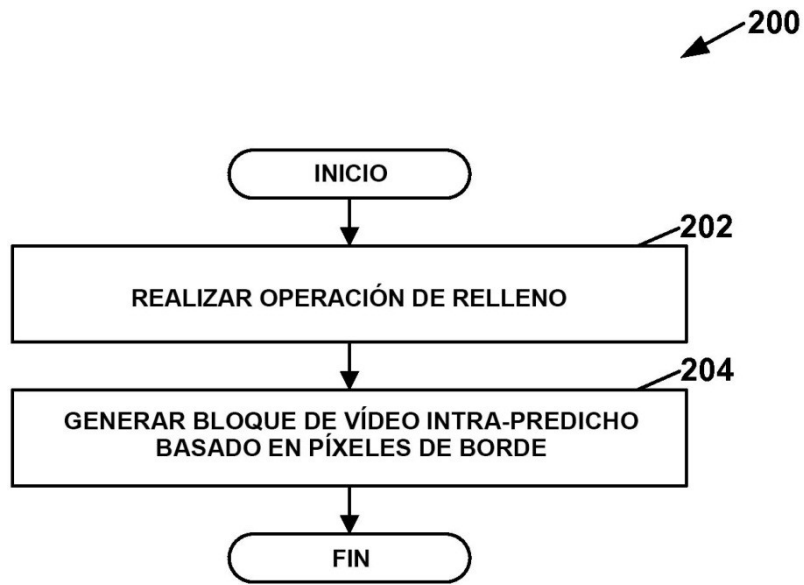 200
INICIO
202
REALIZAR OPERACIÓN DE RELLENO
204
GENERAR BLOQUE DE VÍDEO INTRA-PREDICHO
BASADO EN PÍXELES DE BORDE
FIN